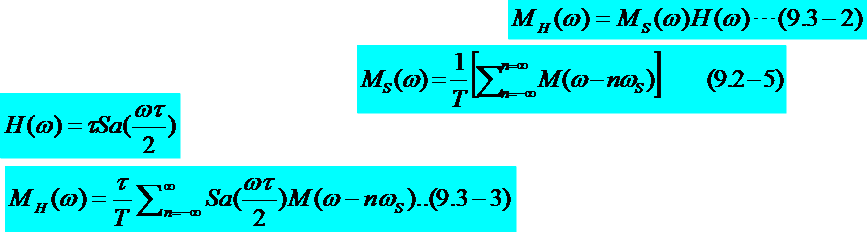 M_H(ω) = M_S(ω)H(ω) ⋯(9.3−2)
M_S(ω) = 1/T [∑_{n=−∞}^{n=∞} M(ω−nω_S)] (9.2−5)
H(ω) = τSa(ωτ/2)
M_H(ω) = τ/T ∑_{n=−∞}^{∞} Sa(ωτ/2)M(ω−nω_S)..(9.3−3)